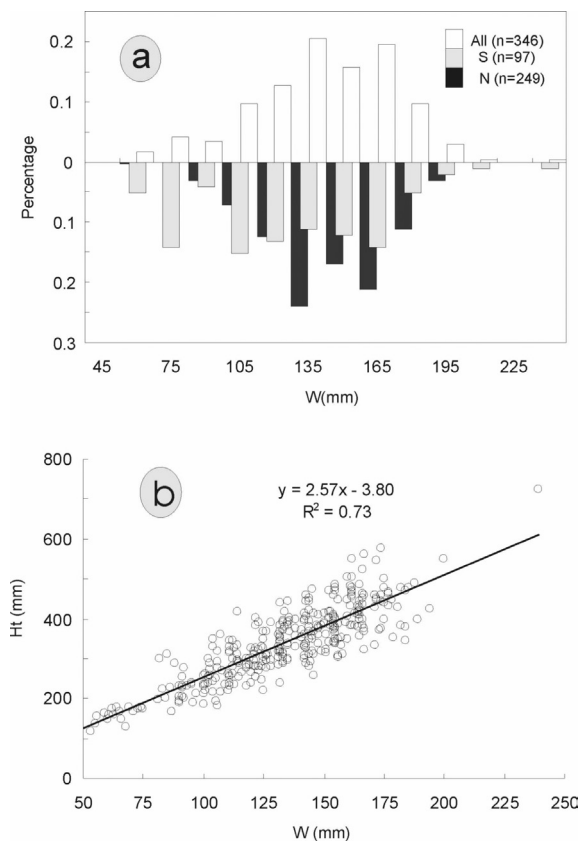 a
All (n=346)
S (n=97)
N (n=249)
0.2
0.1
0
0.1
0.2
0.3
Percentage
45 75 105 135 165 195 225
W(mm)
b
y = 2.57x - 3.80
R² = 0.73
800
600
400
200
0
Ht (mm)
50 75 100 125 150 175 200 225 250
W (mm)